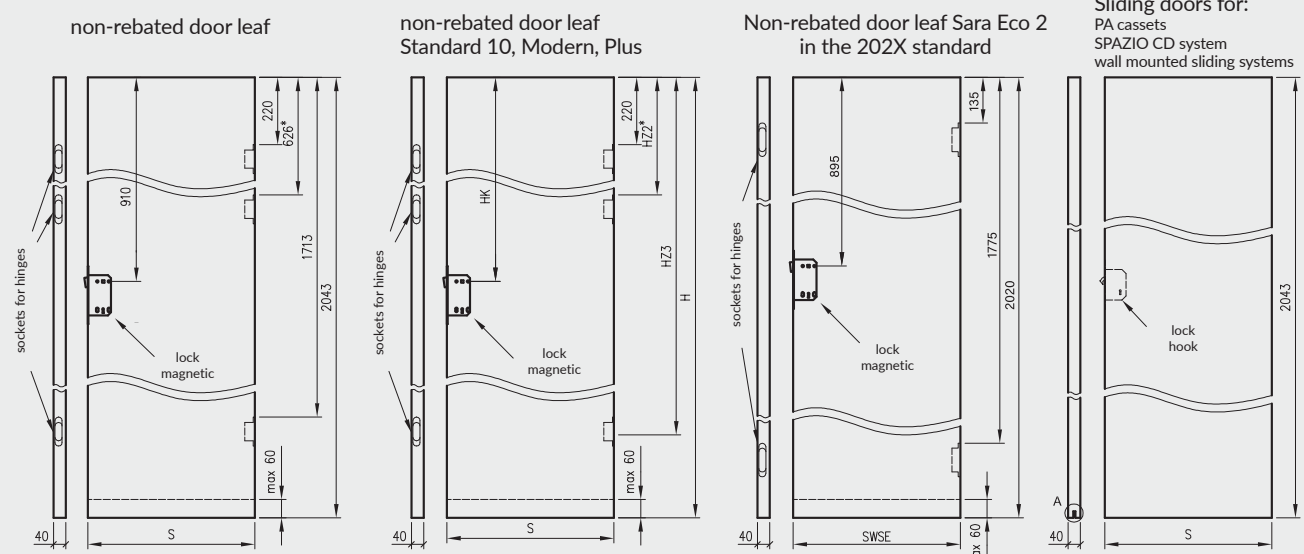 non-rebated door leaf
220
626*
910
1713
2043
sockets for hinges
lock
magnetic
max 60
40
S
non-rebated door leaf
Standard 10, Modern, Plus
220
HZ2*
HK
HZ3
H
sockets for hinges
lock
magnetic
max 60
40
S
Non-rebated door leaf Sara Eco 2
in the 202X standard
135
895
1775
2020
sockets for hinges
lock
magnetic
40
SWSE
max 60
Sliding doors for:
PA cassets
SPAZIO CD system
wall mounted sliding systems
2043
lock
hook
A
40
S